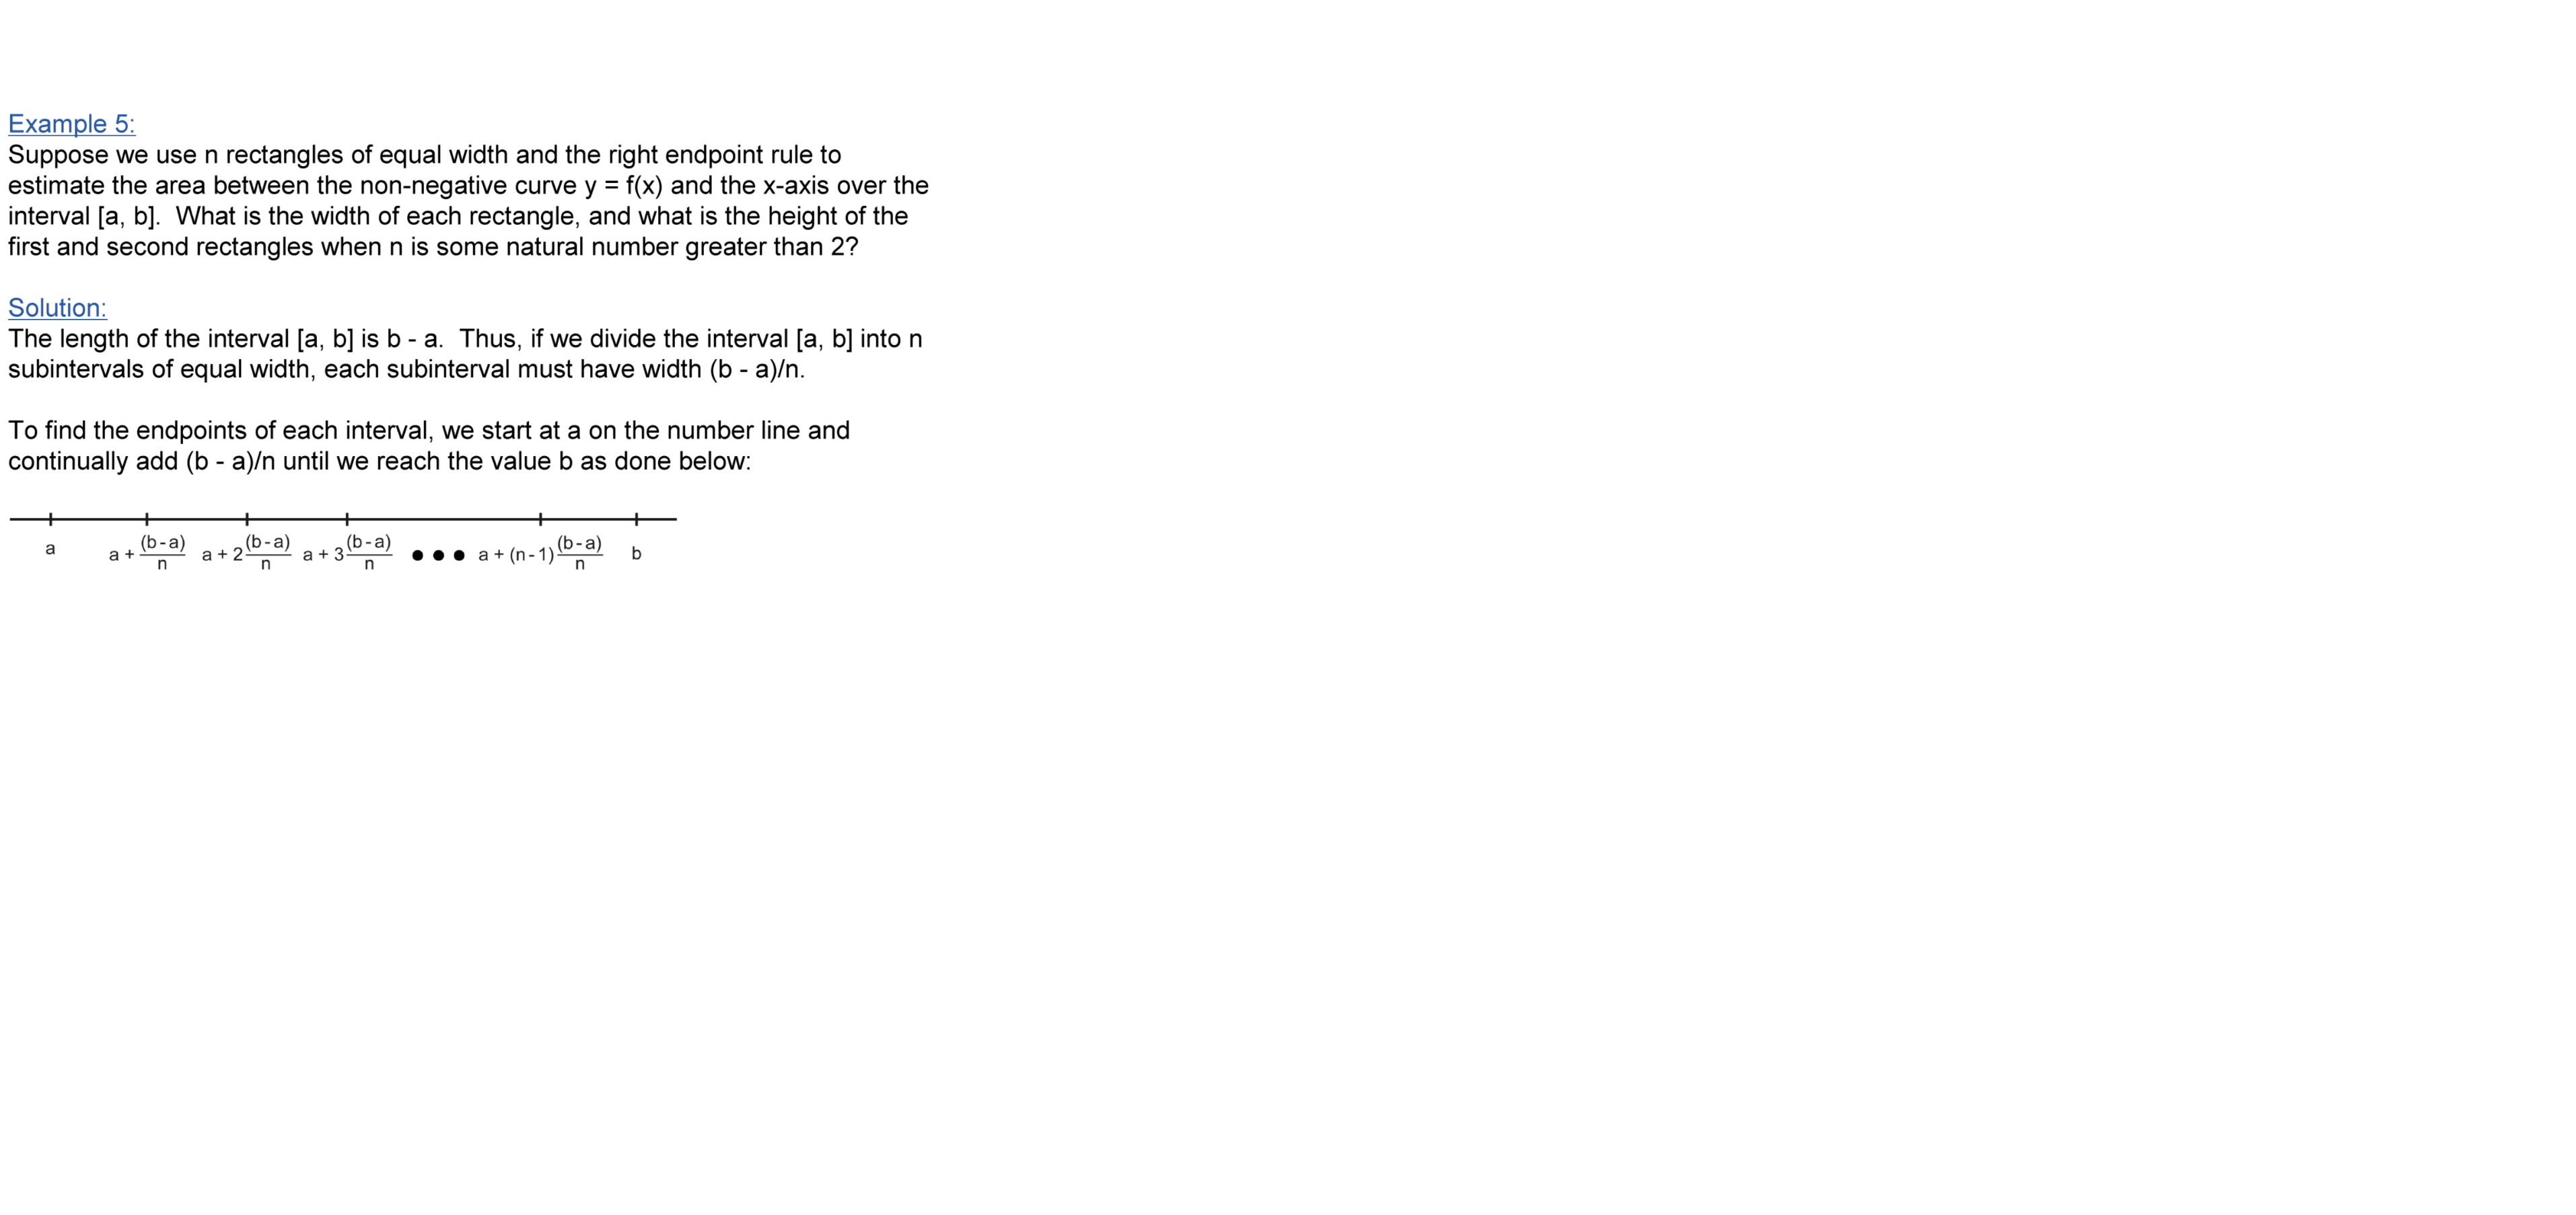 Example 5:
Suppose we use n rectangles of equal width and the right endpoint rule to
estimate the area between the non-negative curve y = f(x) and the x-axis over the
interval [a, b].  What is the width of each rectangle, and what is the height of the
first and second rectangles when n is some natural number greater than 2?
Solution:
The length of the interval [a, b] is b - a.  Thus, if we divide the interval [a, b] into n
subintervals of equal width, each subinterval must have width (b - a)/n.
To find the endpoints of each interval, we start at a on the number line and
continually add (b - a)/n until we reach the value b as done below:
a a + (b-a)/n a + 2(b-a)/n a + 3(b-a)/n ● ● ● a + (n-1)(b-a)/n b